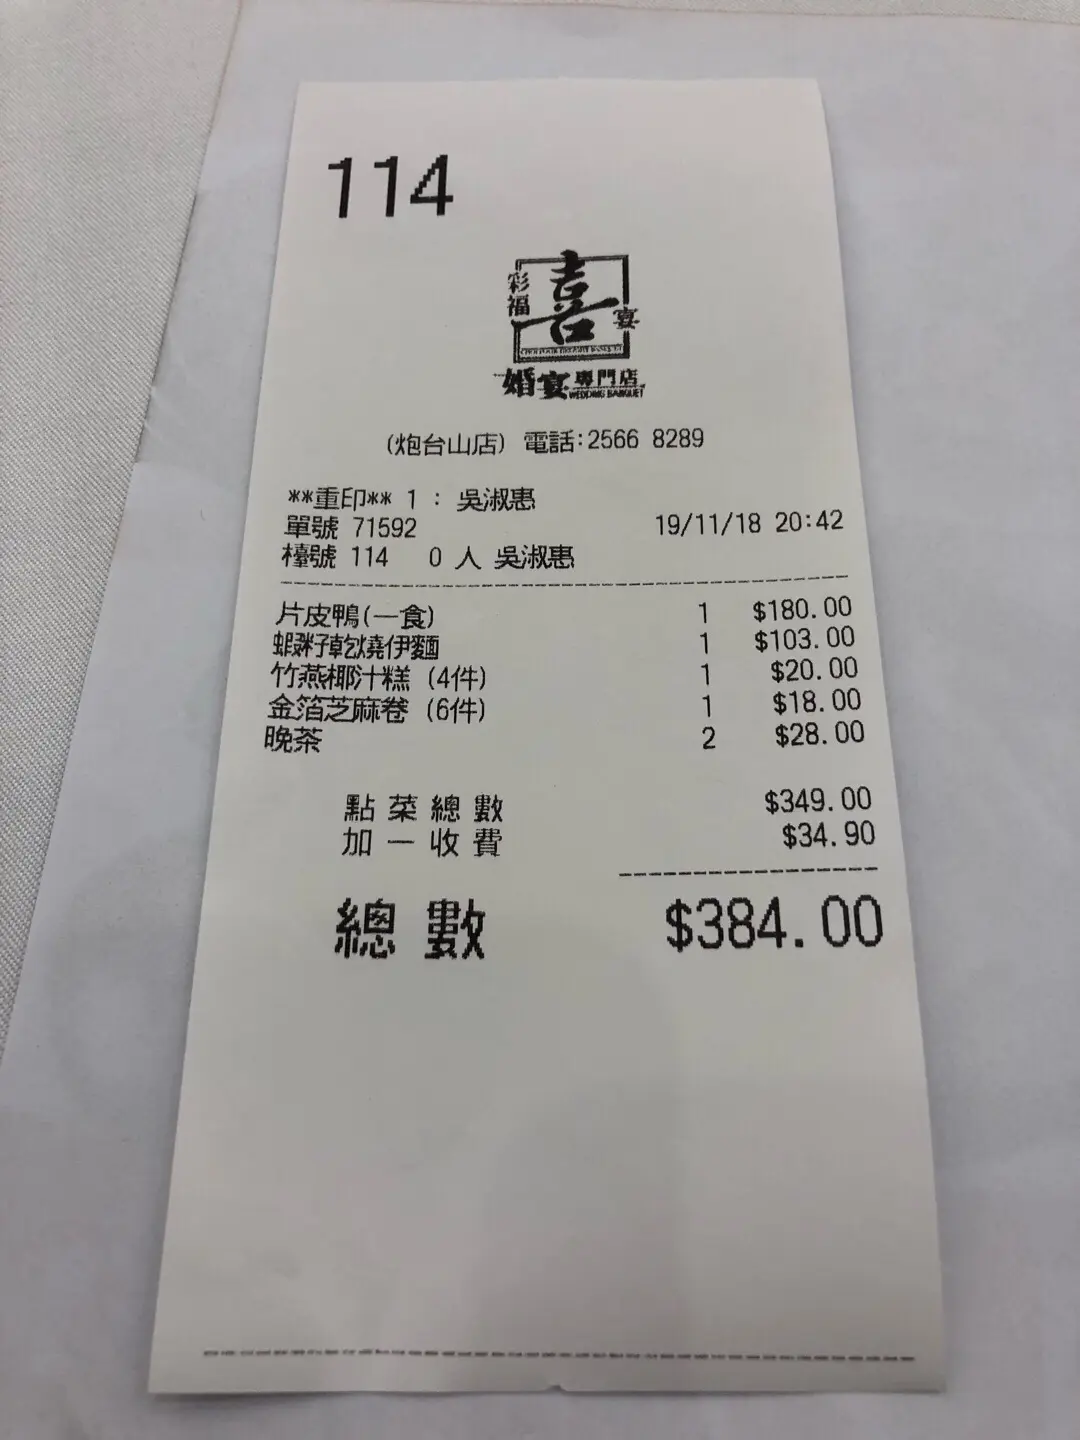 114
彩福
喜
宴
婚宴專門店
WEDDING BANQUET
(炮台山店) 電話:2566 8289
**重印** 1 : 吳淑惠
單號 71592 19/11/18 20:42
檯號 114 0 人 吳淑惠
片皮鴨(一食) 1 $180.00
蝦籽乾燒伊麵 1 $103.00
竹燕椰汁糕 (4件) 1 $20.00
金箔芝麻卷 (6件) 1 $18.00
晚茶 2 $28.00
點菜總數 $349.00
加一收費 $34.90
總數 $384.00